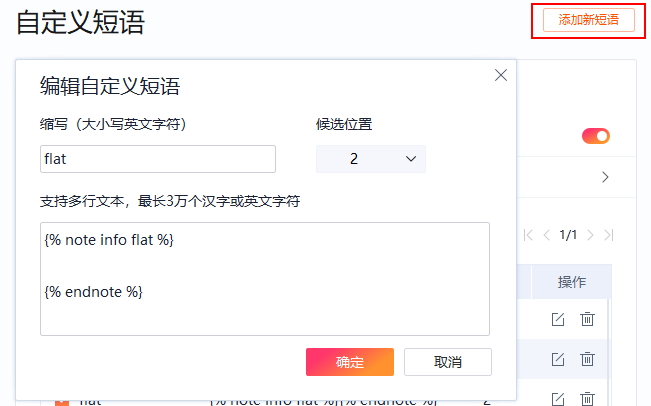 自定义短语
添加新短语
编辑自定义短语
缩写（大小写英文字符）
候选位置
flat
2
支持多行文本，最长3万个汉字或英文字符
{% note info flat %}
{% endnote %}
1/1
操作
确定
取消
flat
{% note info flat %}{% endnote %}
2